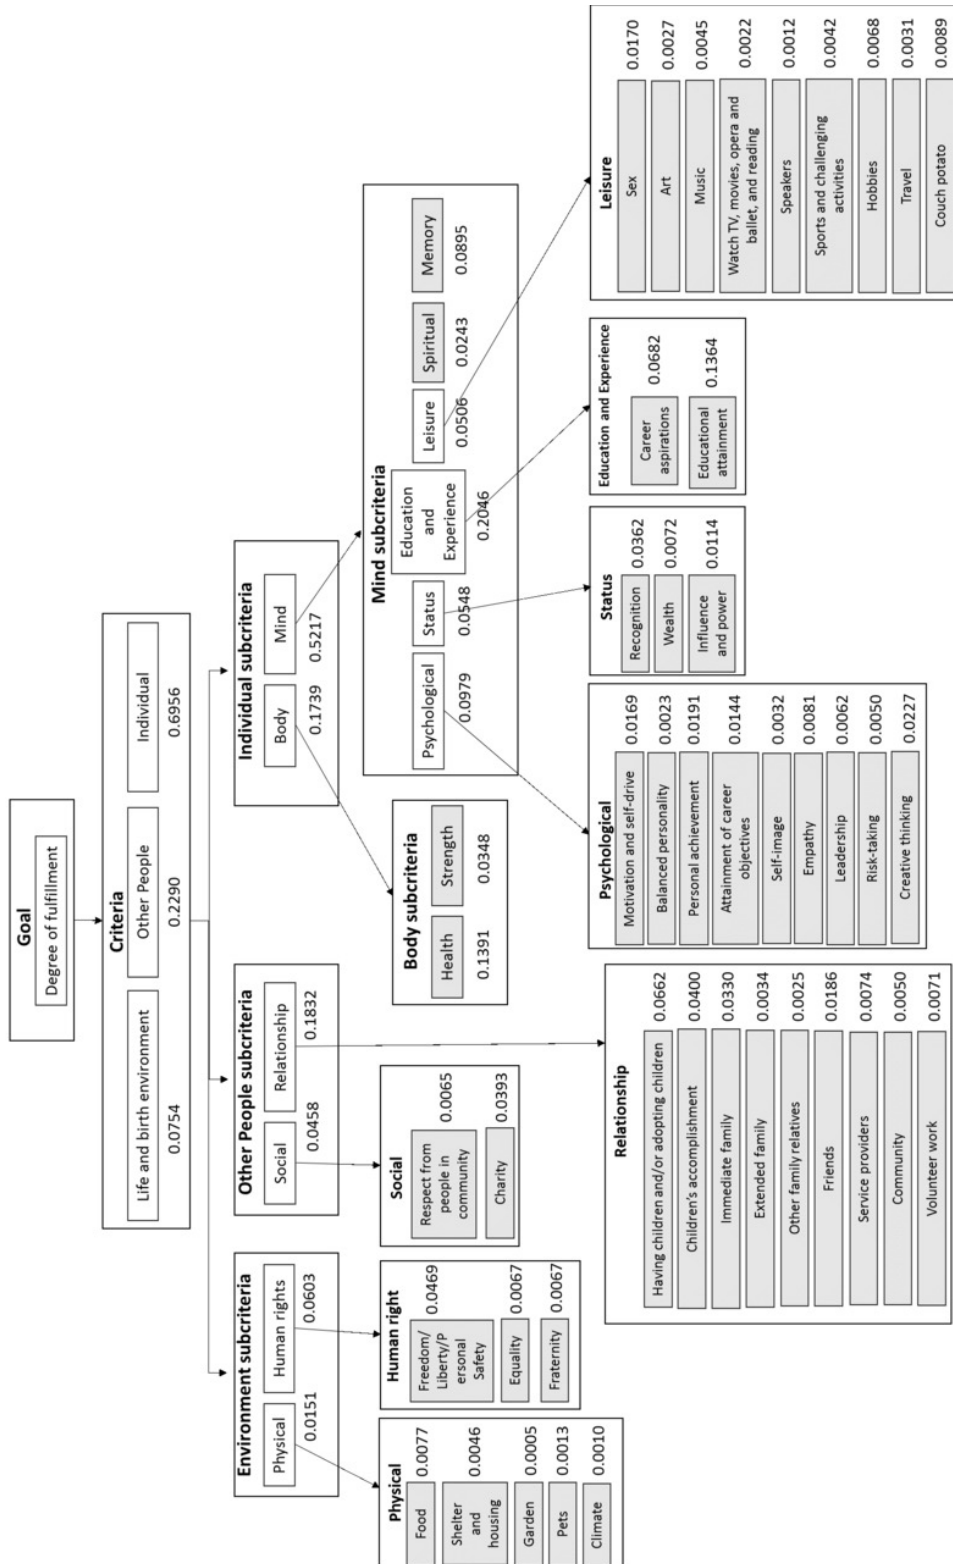 Goal
Degree of fulfillment
Criteria
Life and birth environment
0.0754
Other People
0.2290
Individual
0.6956
Environment subcriteria
Physical
0.0151
Human rights
0.0603
Other People subcriteria
Social
0.0458
Relationship
0.1832
Individual subcriteria
Body
0.1739
Mind
0.5217
Body subcriteria
Health
0.1391
Strength
0.0348
Mind subcriteria
Psychological
0.0979
Status
0.0548
Education
and
Experience
0.2046
Leisure
0.0506
Spiritual
0.0243
Memory
0.0895
Physical
Food
0.0077
Shelter
and
housing
0.0046
Garden
0.0005
Pets
0.0013
Climate
0.0010
Human right
Freedom/
Liberty/P
ersonal
Safety
0.0469
Equality
0.0067
Fraternity
0.0067
Social
Respect from
people in
community
0.0065
Charity
0.0393
Relationship
Having children and/or adopting children
0.0662
Children's accomplishment
0.0400
Immediate family
0.0330
Extended family
0.0034
Other family relatives
0.0025
Friends
0.0186
Service providers
0.0074
Community
0.0050
Volunteer work
0.0071
Psychological
Motivation and self-drive
0.0169
Balanced personality
0.0023
Personal achievement
0.0191
Attainment of career
objectives
0.0144
Self-image
0.0032
Empathy
0.0081
Leadership
0.0062
Risk-taking
0.0050
Creative thinking
0.0227
Status
Recognition
0.0362
Wealth
0.0072
Influence
and power
0.0114
Education and Experience
Career
aspirations
0.0682
Educational
attainment
0.1364
Leisure
Sex
0.0170
Art
0.0027
Music
0.0045
Watch TV, movies, opera and
ballet, and reading
0.0022
Speakers
0.0012
Sports and challenging
activities
0.0042
Hobbies
0.0068
Travel
0.0031
Couch potato
0.0089